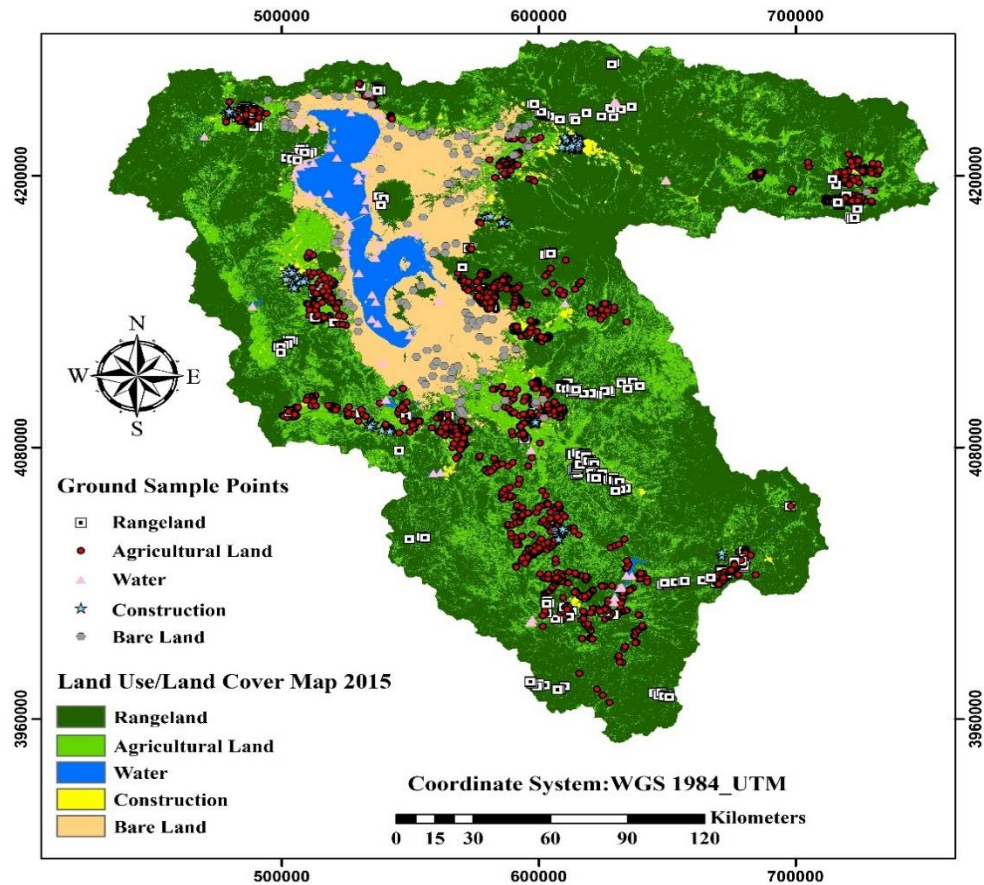 500000 600000 700000
4200000 4200000
N
W E
S
4080000 4080000
Ground Sample Points
Rangeland
Agricultural Land
Water
Construction
Bare Land
Land Use/Land Cover Map 2015
Rangeland
Agricultural Land
Water
Construction
Bare Land
3960000 3960000
Coordinate System:WGS 1984_UTM
Kilometers
0 15 30 60 90 120
500000 600000 700000